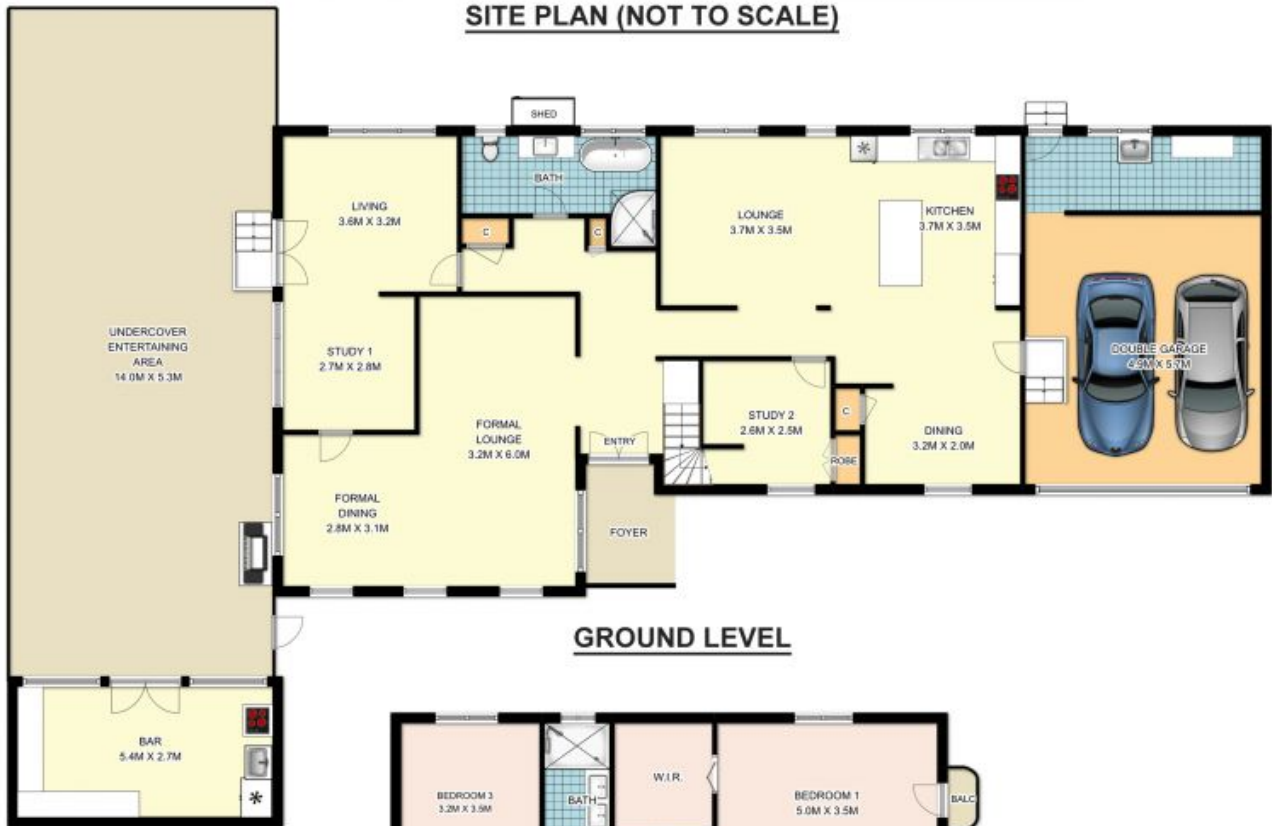 SITE PLAN (NOT TO SCALE)
SHED
BATH
LIVING
3.6M X 3.2M
C
C
LOUNGE
3.7M X 3.5M
KITCHEN
3.7M X 3.5M
UNDERCOVER
ENTERTAINING
AREA
14.0M X 5.3M
STUDY 1
2.7M X 2.8M
DOUBLE GARAGE
4.9M X 5.7M
STUDY 2
2.6M X 2.5M
C
DINING
3.2M X 2.0M
FORMAL
LOUNGE
3.2M X 6.0M
ENTRY
ROBE
FORMAL
DINING
2.8M X 3.1M
FOYER
GROUND LEVEL
BAR
5.4M X 2.7M
BEDROOM 3
3.2M X 3.5M
BATH
W.I.R.
BEDROOM 1
5.0M X 3.5M
BALC